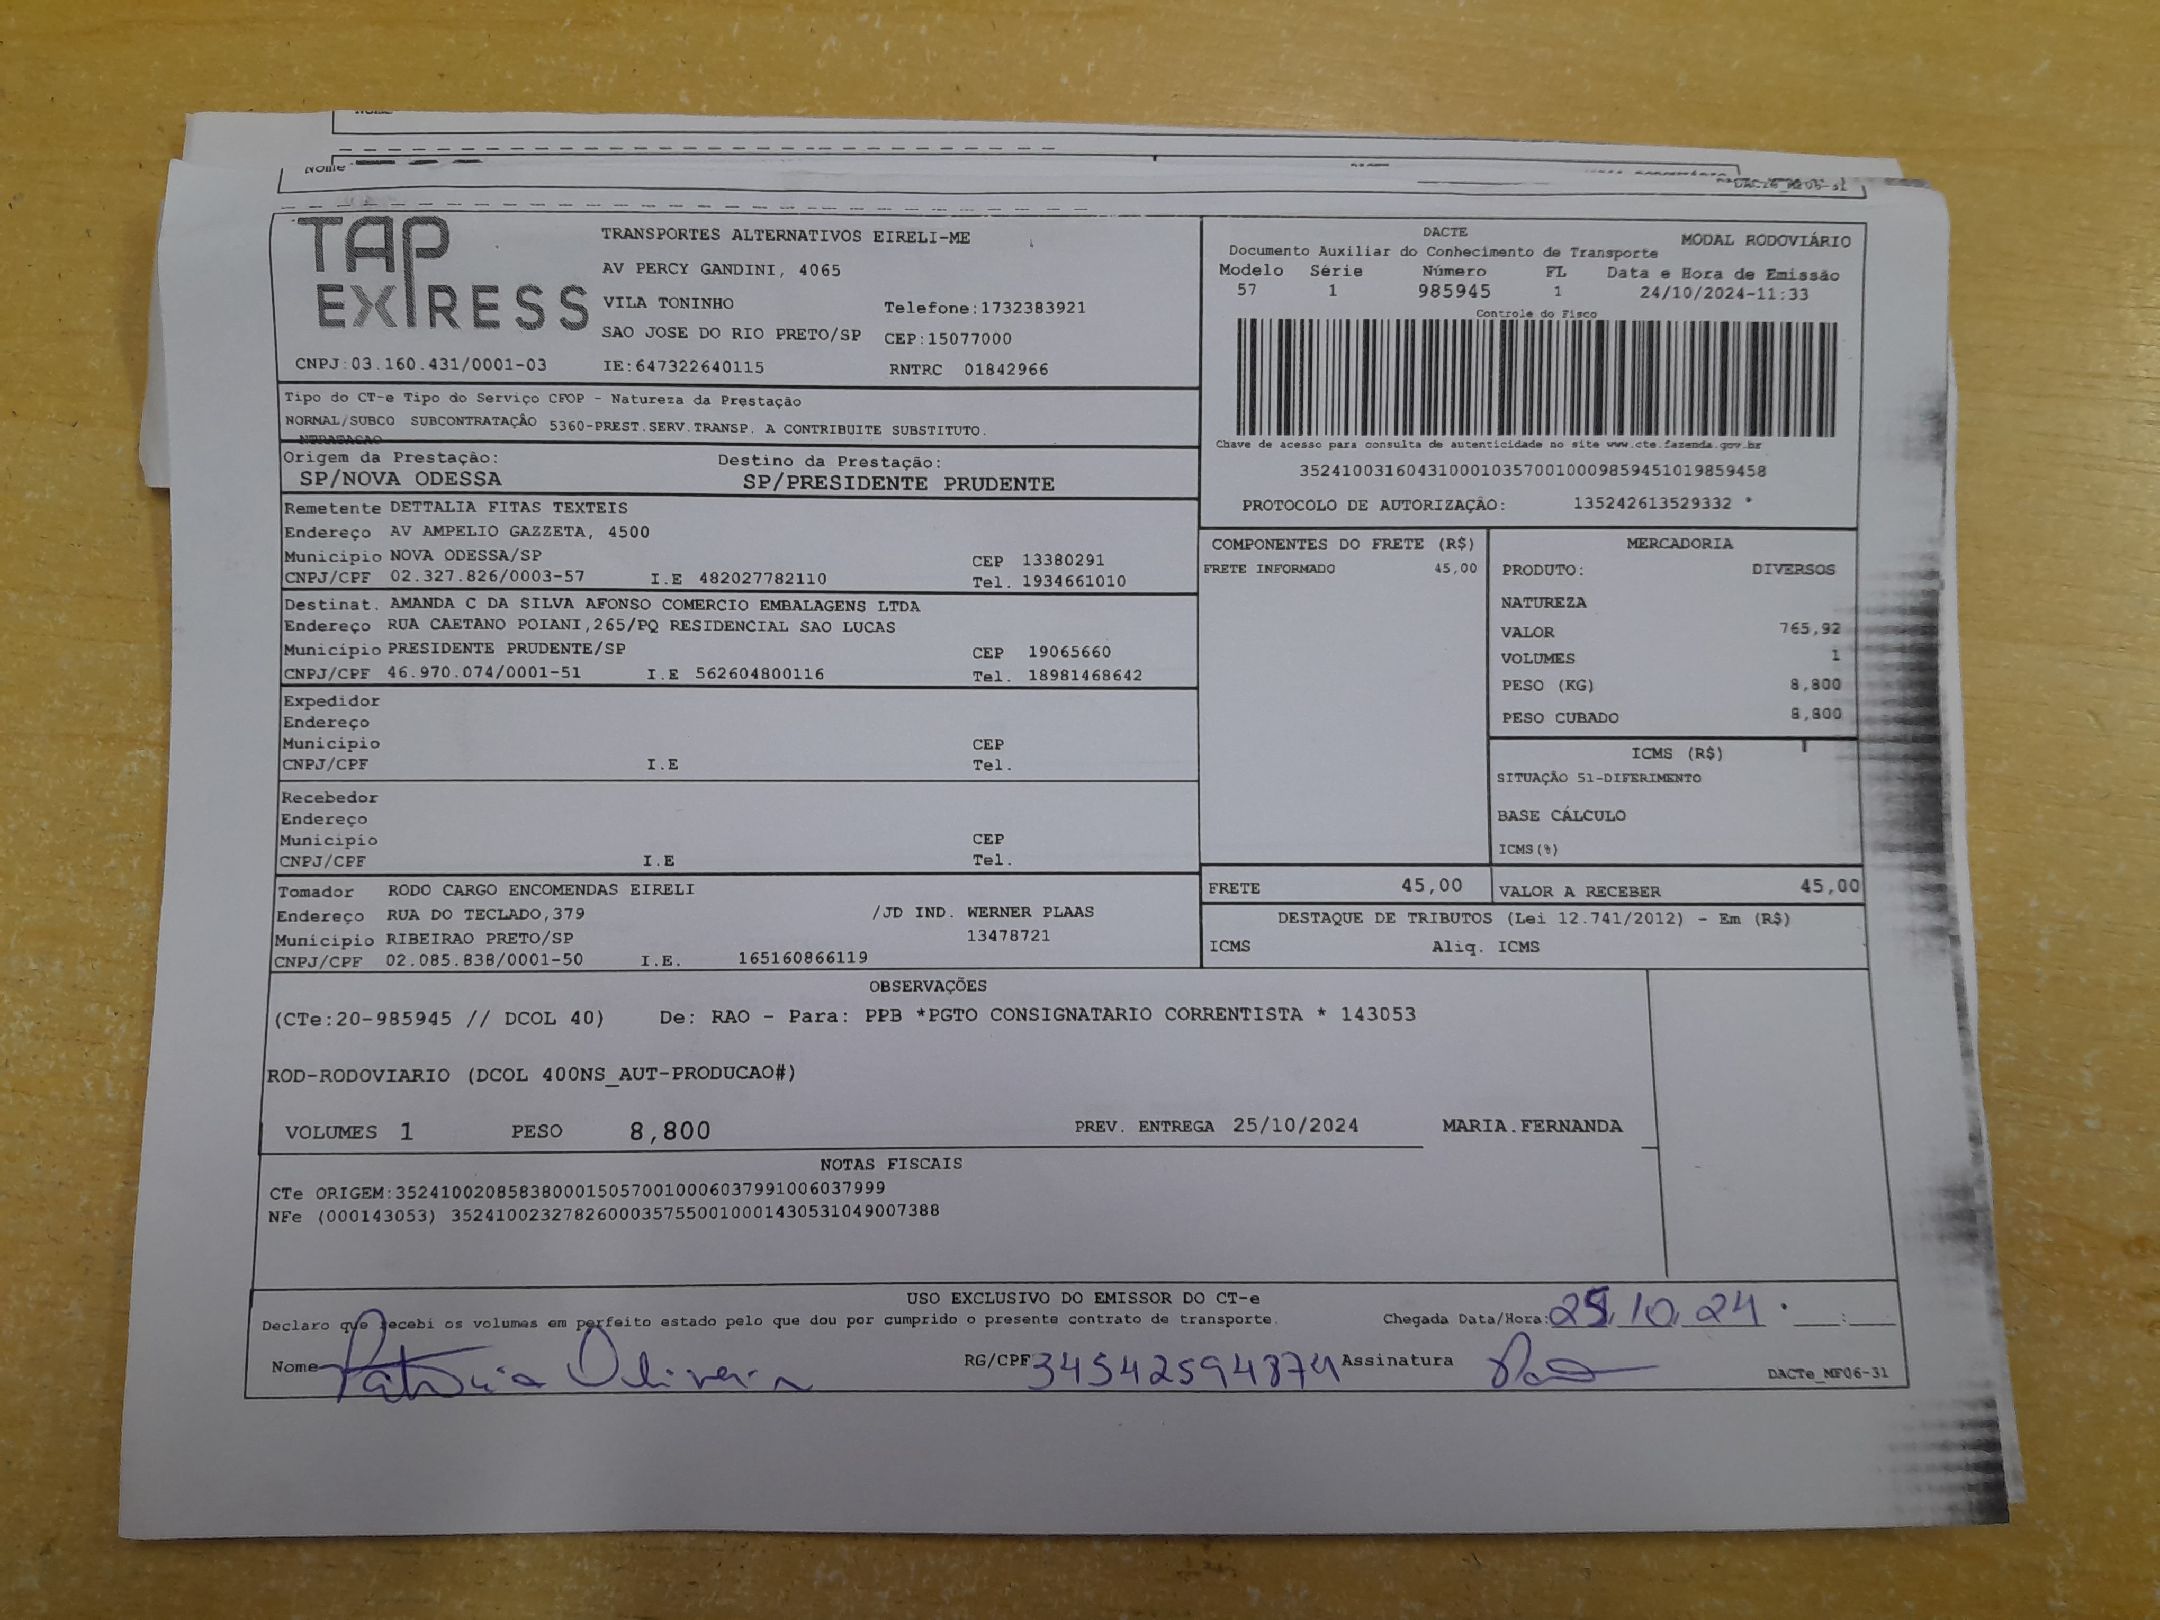 Nome
TAP
EXPRESS
TRANSPORTES ALTERNATIVOS EIRELI-ME
AV PERCY GANDINI, 4065
VILA TONINHO Telefone:1732383921
SAO JOSE DO RIO PRETO/SP CEP:15077000
CNPJ:03.160.431/0001-03 IE:647322640115 RNTRC 01842966
DACTE MODAL RODOVIÁRIO
Documento Auxiliar do Conhecimento de Transporte
Modelo Série Número FL Data e Hora de Emissão
57 1 985945 1 24/10/2024-11:33
Controle do Fisco
Chave de acesso para consulta de autenticidade no site www.cte.fazenda.gov.br
35241003160431000103570010009859451019859458
PROTOCOLO DE AUTORIZAÇÃO: 135242613529332 *
Tipo do CT-e Tipo do Serviço CFOP - Natureza da Prestação
NORMAL/SUBCO SUBCONTRATAÇÃO 5360-PREST.SERV.TRANSP. A CONTRIBUITE SUBSTITUTO.
NTRATACAO
Origem da Prestação: Destino da Prestação:
SP/NOVA ODESSA SP/PRESIDENTE PRUDENTE
Remetente DETTALIA FITAS TEXTEIS
Endereço AV AMPELIO GAZZETA, 4500
Municipio NOVA ODESSA/SP CEP 13380291
CNPJ/CPF 02.327.826/0003-57 I.E 482027782110 Tel. 1934661010
Destinat. AMANDA C DA SILVA AFONSO COMERCIO EMBALAGENS LTDA
Endereço RUA CAETANO POIANI,265/PQ RESIDENCIAL SAO LUCAS
Municipio PRESIDENTE PRUDENTE/SP CEP 19065660
CNPJ/CPF 46.970.074/0001-51 I.E 562604800116 Tel. 18981468642
Expedidor
Endereço
Municipio CEP
CNPJ/CPF I.E Tel.
Recebedor
Endereço
Municipio CEP
CNPJ/CPF I.E Tel.
Tomador RODO CARGO ENCOMENDAS EIRELI
Endereço RUA DO TECLADO,379 /JD IND. WERNER PLAAS
Municipio RIBEIRAO PRETO/SP 13478721
CNPJ/CPF 02.085.838/0001-50 I.E. 165160866119
COMPONENTES DO FRETE (R$)
FRETE INFORMADO 45,00
MERCADORIA
PRODUTO: DIVERSOS
NATUREZA
VALOR 765,92
VOLUMES 1
PESO (KG) 8,800
PESO CUBADO 8,800
ICMS (R$)
SITUAÇÃO 51-DIFERIMENTO
BASE CÁLCULO
ICMS(%)
FRETE 45,00 VALOR A RECEBER 45,00
DESTAQUE DE TRIBUTOS (Lei 12.741/2012) - Em (R$)
ICMS Aliq. ICMS
OBSERVAÇÕES
(CTe:20-985945 // DCOL 40) De: RAO - Para: PPB *PGTO CONSIGNATARIO CORRENTISTA * 143053
ROD-RODOVIARIO (DCOL 400NS_AUT-PRODUCAO#)
VOLUMES 1 PESO 8,800 PREV. ENTREGA 25/10/2024 MARIA.FERNANDA
NOTAS FISCAIS
CTe ORIGEM:35241002085838000150570010006037991006037999
NFe (000143053) 35241002327826000357550010001430531049007388
USO EXCLUSIVO DO EMISSOR DO CT-e
Declaro que recebi os volumes em perfeito estado pelo que dou por cumprido o presente contrato de transporte. Chegada Data/Hora: 25/10/24 __:__
Nome Patricia Oliveira RG/CPF 34542594874 Assinatura
DACTe_MF06-31